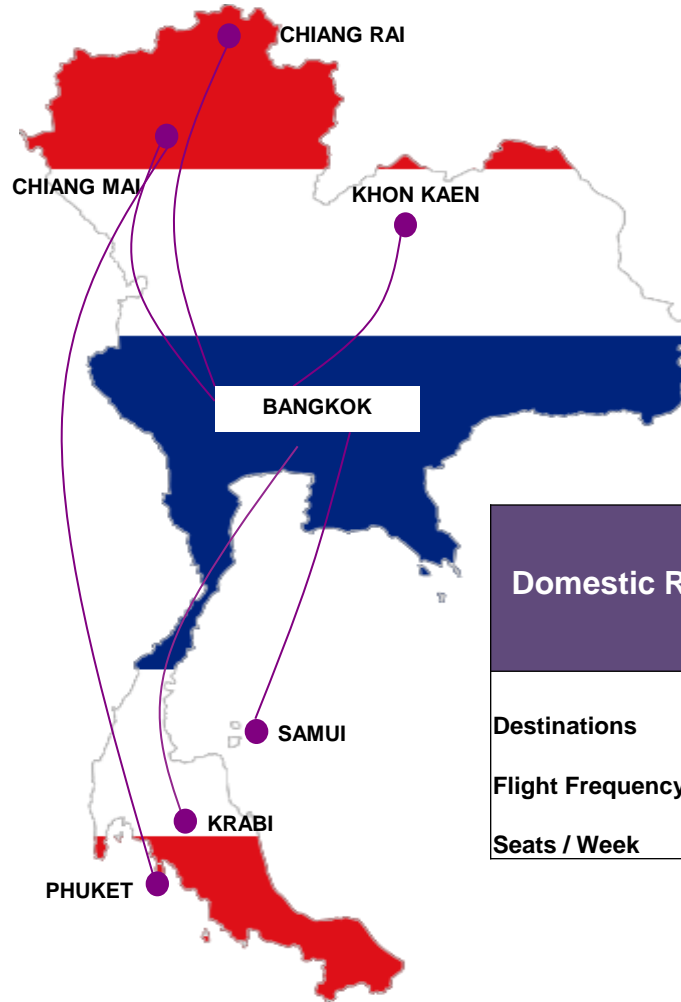 CHIANG RAI
CHIANG MAI
KHON KAEN
BANGKOK
Domestic R
Destinations
SAMUI
Flight Frequency
KRABI
Seats / Week
PHUKET